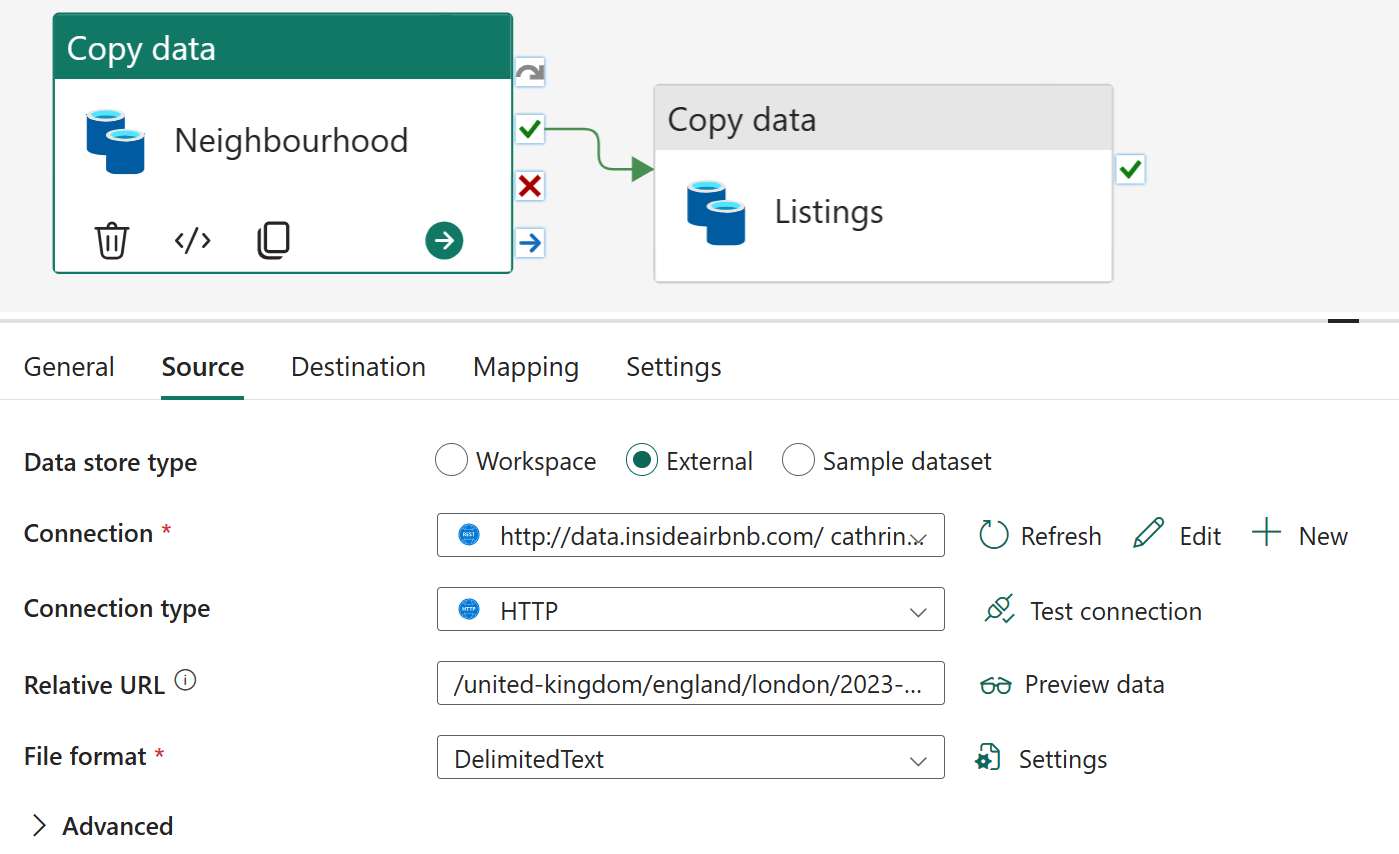 Copy data
Neighbourhood
Copy data
Listings
General Source Destination Mapping Settings
Data store type Workspace External Sample dataset
Connection * REST http://data.insideairbnb.com/ cathrin... Refresh Edit New
Connection type HTTP HTTP Test connection
Relative URL /united-kingdom/england/london/2023-... Preview data
File format * DelimitedText Settings
Advanced